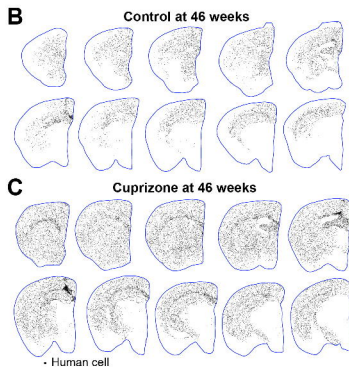 B
Control at 46 weeks
C
Cuprizone at 46 weeks
· Human cell